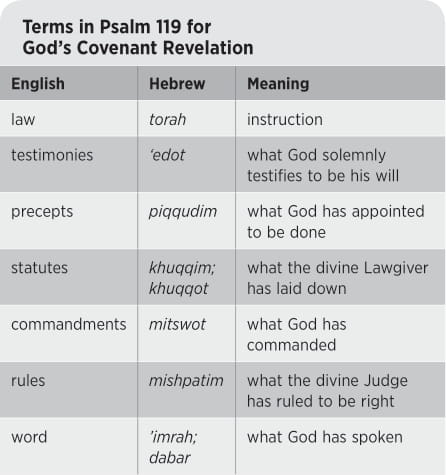 Terms in Psalm 119 for
God’s Covenant Revelation
English Hebrew Meaning
law torah instruction
testimonies ‘edot what God solemnly
testifies to be his will
precepts piqqudim what God has appointed
to be done
statutes khuqqim; what the divine Lawgiver
khuqqot has laid down
commandments mitswot what God has
commanded
rules mishpatim what the divine Judge
has ruled to be right
word ’imrah; what God has spoken
dabar